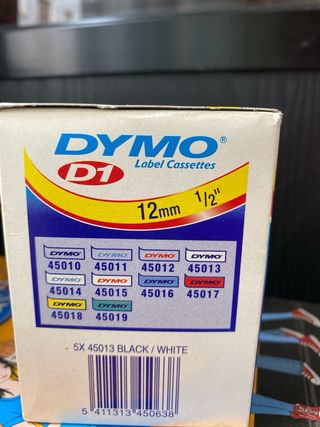 DYMO®
Label Cassettes
D1
12mm 1/2"
DYMO DYMO DYMO DYMO
45010 45011 45012 45013
DYMO DYMO DYMO DYMO
45014 45015 45016 45017
DYMO DYMO
45018 45019
5X 45013 BLACK / WHITE
5 411313 450638